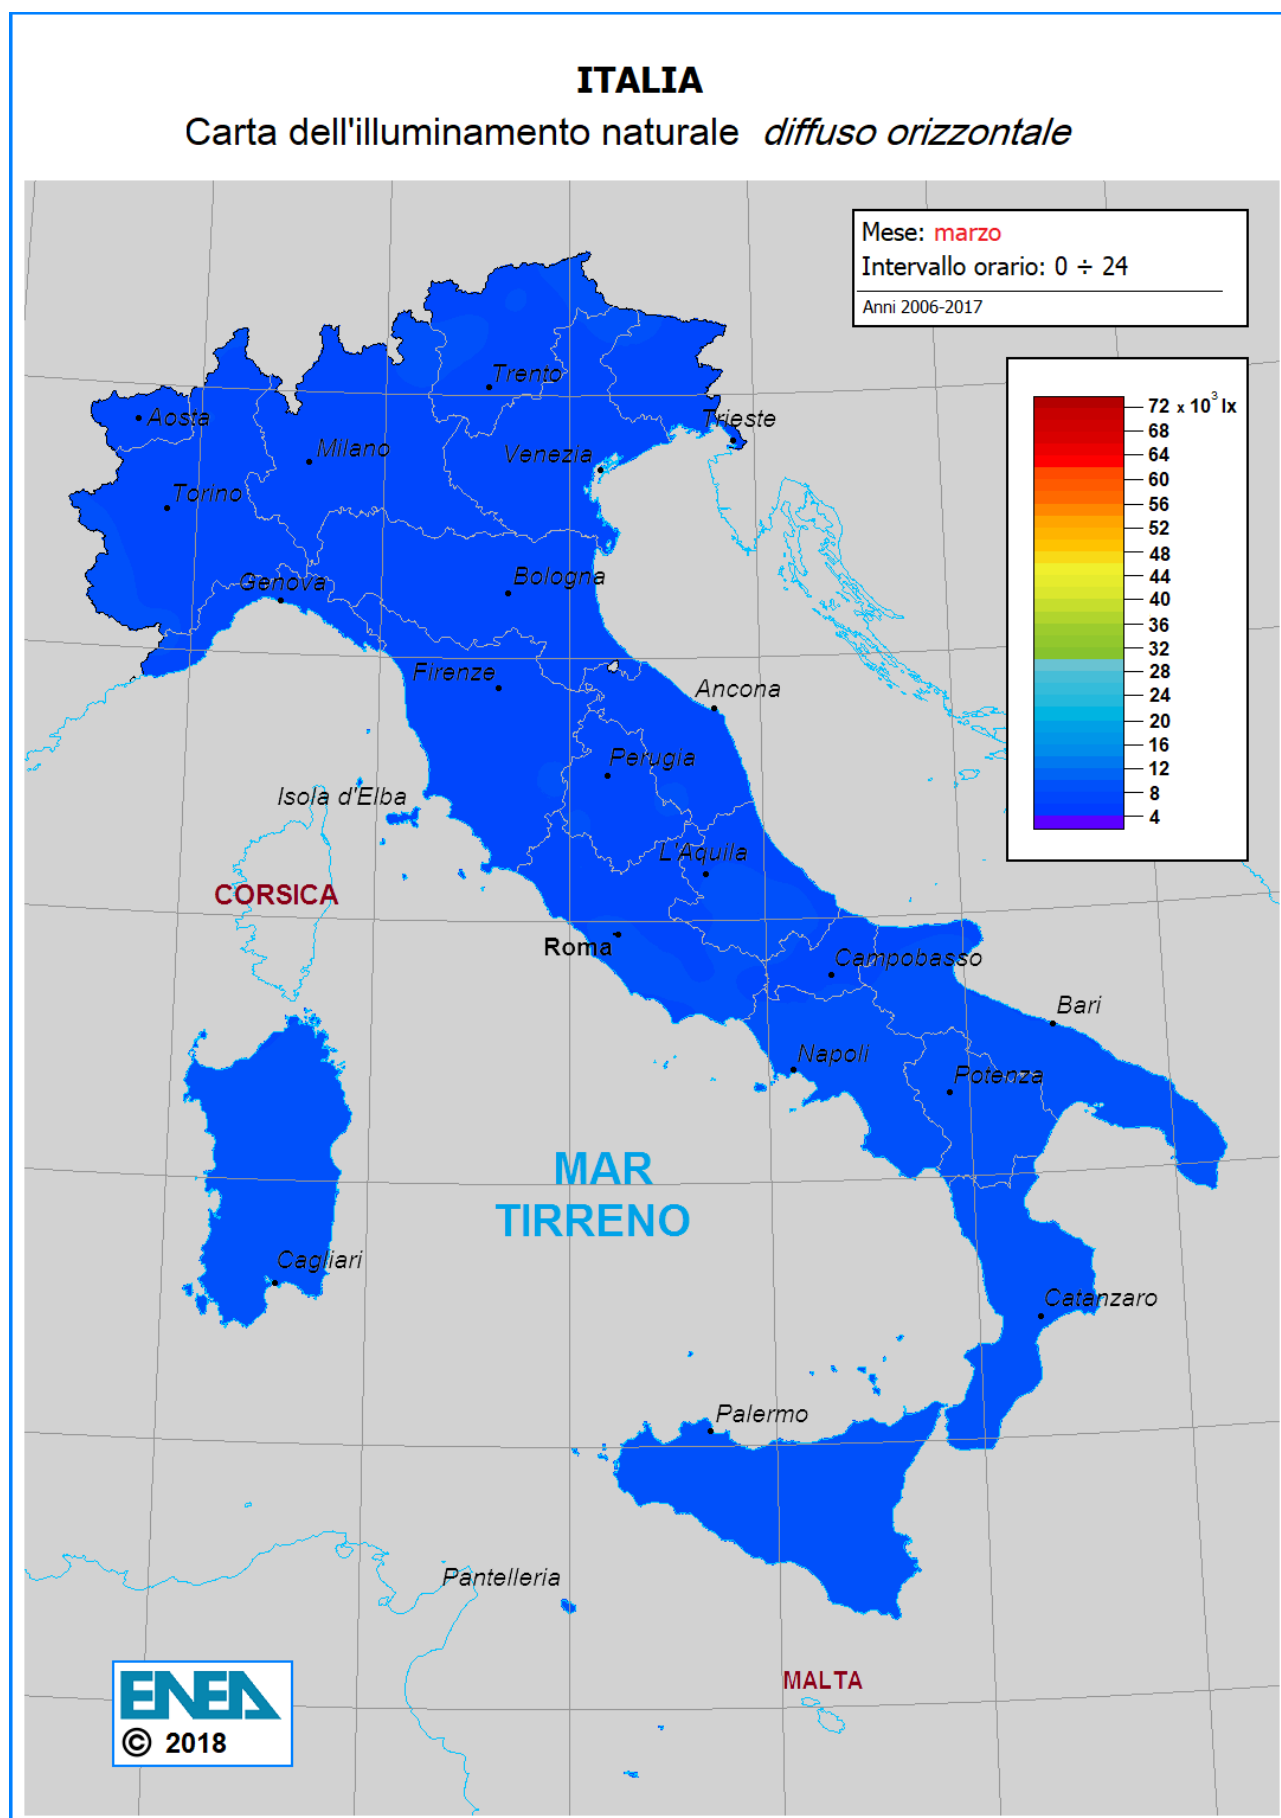 ITALIA
Carta dell'illuminamento naturale diffuso orizzontale
Mese: marzo
Intervallo orario: 0 ÷ 24
Anni 2006-2017
72 x 10³ lx
68
64
60
56
52
48
44
40
36
32
28
24
20
16
12
8
4
Trento
Aosta
Trieste
Milano
Venezia
Torino
Genova
Bologna
Firenze
Ancona
Perugia
Isola d'Elba
L'Aquila
CORSICA
Roma
Campobasso
Bari
Napoli
Potenza
MAR
TIRRENO
Cagliari
Catanzaro
Palermo
Pantelleria
MALTA
ENEA
© 2018